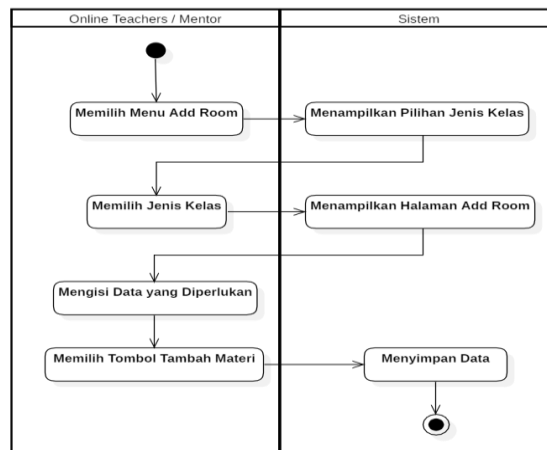 Online Teachers / Mentor
Sistem
Memilih Menu Add Room
Menampilkan Pilihan Jenis Kelas
Memilih Jenis Kelas
Menampilkan Halaman Add Room
Mengisi Data yang Diperlukan
Memilih Tombol Tambah Materi
Menyimpan Data